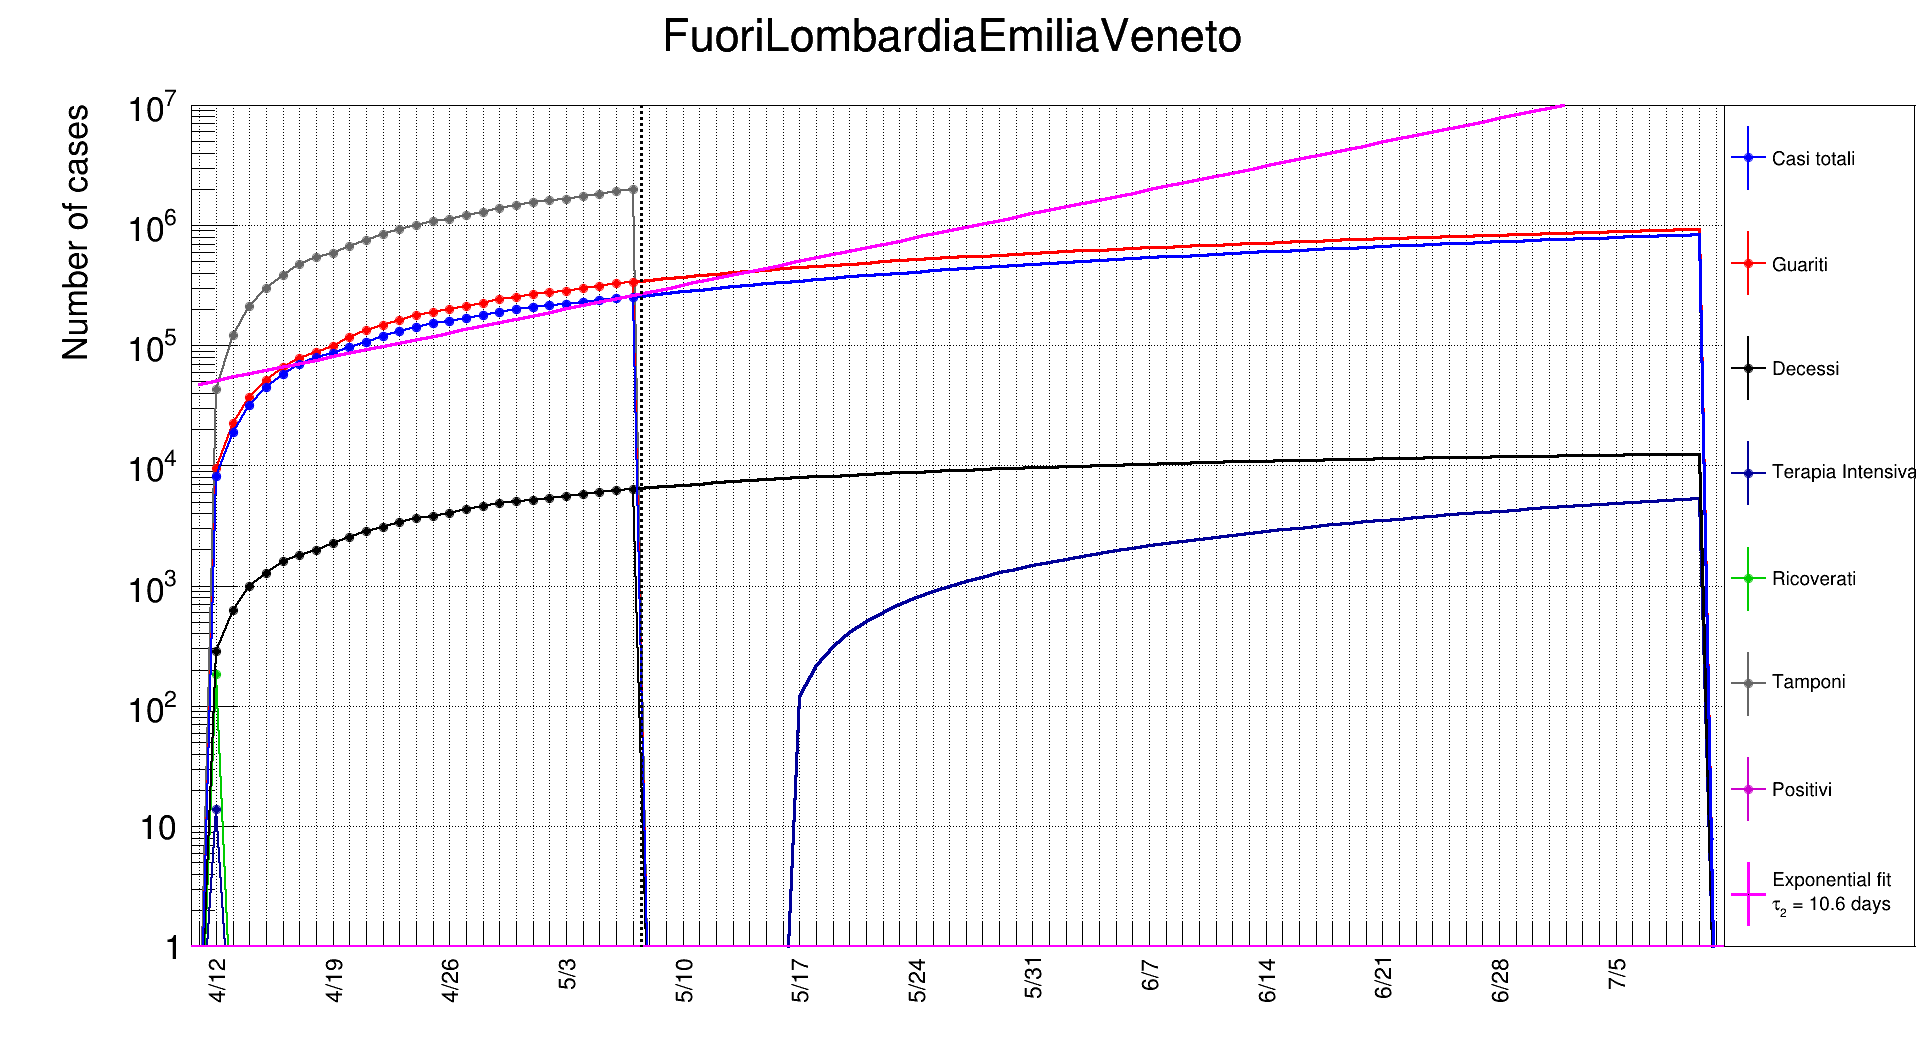 FuoriLombardiaEmiliaVeneto
Number of cases
10^7
10^6
10^5
10^4
10^3
10^2
10
1
4/12
4/19
4/26
5/3
5/10
5/17
5/24
5/31
6/7
6/14
6/21
6/28
7/5
Casi totali
Guariti
Decessi
Terapia Intensiva
Ricoverati
Tamponi
Positivi
Exponential fit
τ_2 = 10.6 days